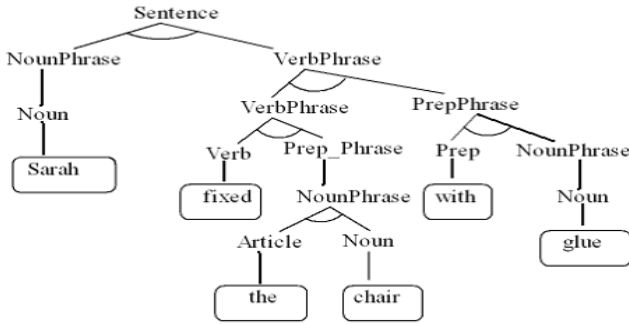 Sentence
NounPhrase VerbPhrase
Noun VerbPhrase PrepPhrase
Sarah Verb Prep_Phrase Prep NounPhrase
fixed NounPhrase with Noun
Article Noun glue
the chair